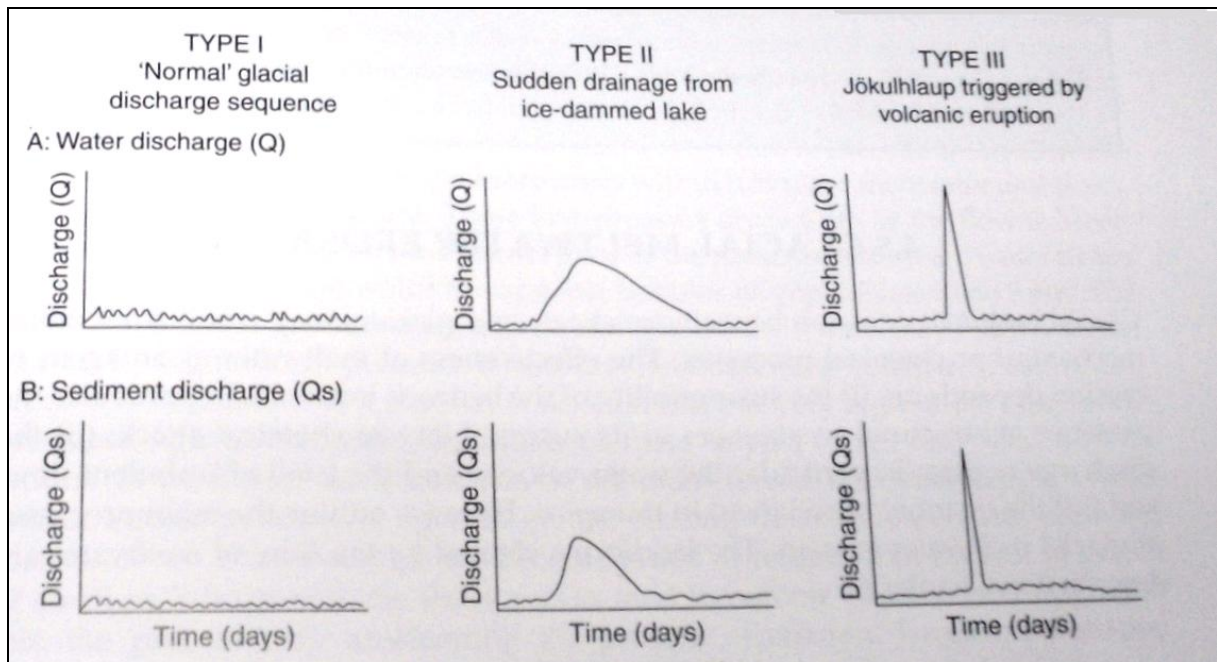 TYPE I
'Normal' glacial
discharge sequence
TYPE II
Sudden drainage from
ice-dammed lake
TYPE III
Jökulhlaup triggered by
volcanic eruption
A: Water discharge (Q)
Discharge (Q)
Discharge (Q)
Discharge (Q)
B: Sediment discharge (Qs)
Discharge (Qs)
Discharge (Qs)
Discharge (Qs)
Time (days)
Time (days)
Time (days)